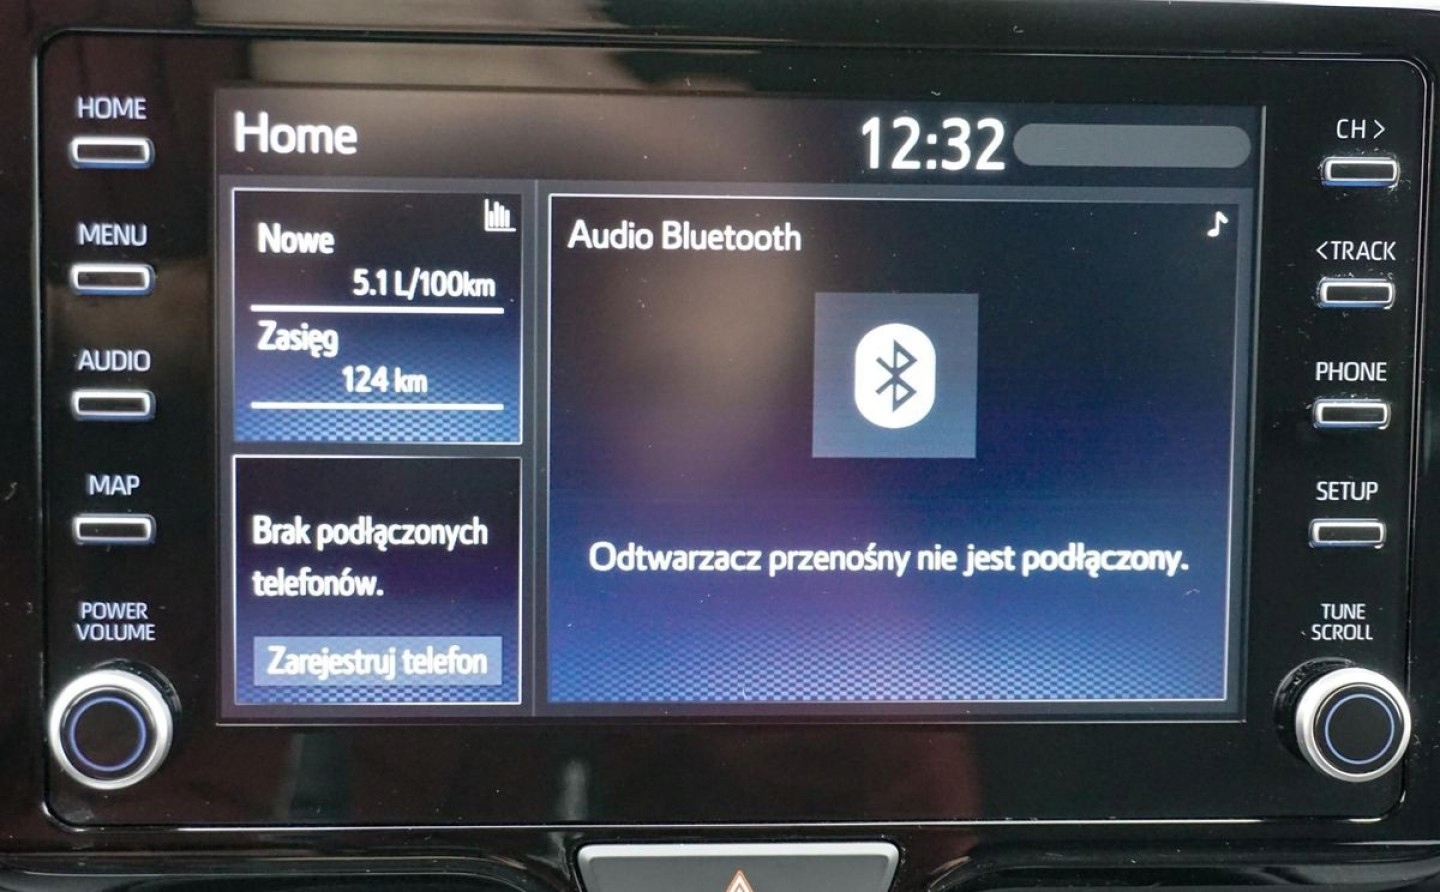 HOME
MENU
AUDIO
MAP
POWER
VOLUME
Home
12:32
Nowe
5.1 L/100km
Zasięg
124 km
Brak podłączonych
telefonów.
Zarejestruj telefon
Audio Bluetooth
Odtwarzacz przenośny nie jest podłączony.
CH >
<TRACK
PHONE
SETUP
TUNE
SCROLL